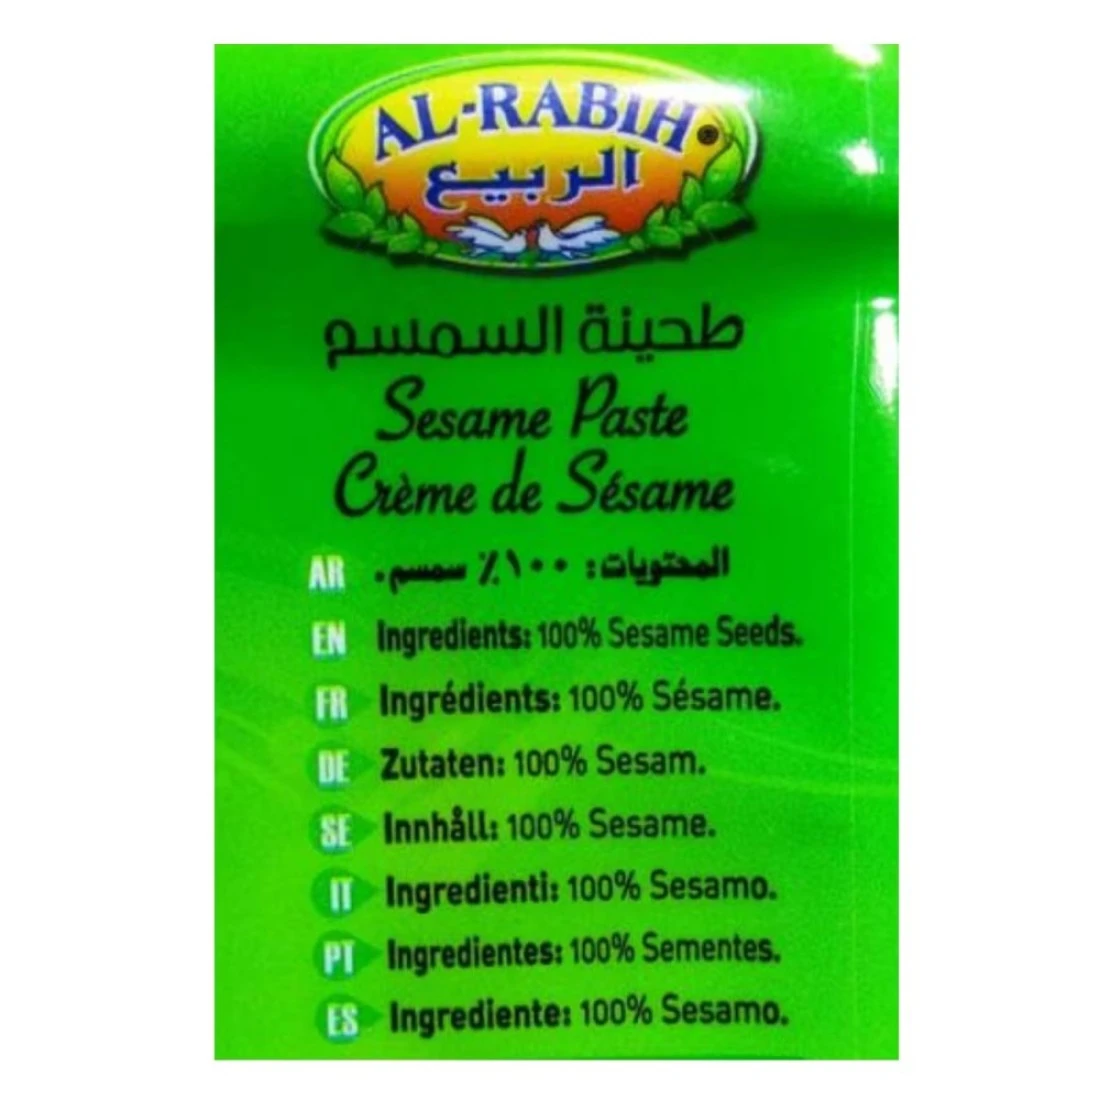 AL-RABIH
الربيع
طحينة السمسم
Sesame Paste
Crème de Sésame
AR المحتويات: ١٠٠٪ سمسم.
EN Ingredients: 100% Sesame Seeds.
FR Ingrédients: 100% Sésame.
DE Zutaten: 100% Sesam.
SE Innhåll: 100% Sesame.
IT Ingredienti: 100% Sesamo.
PT Ingredientes: 100% Sementes.
ES Ingrediente: 100% Sesamo.